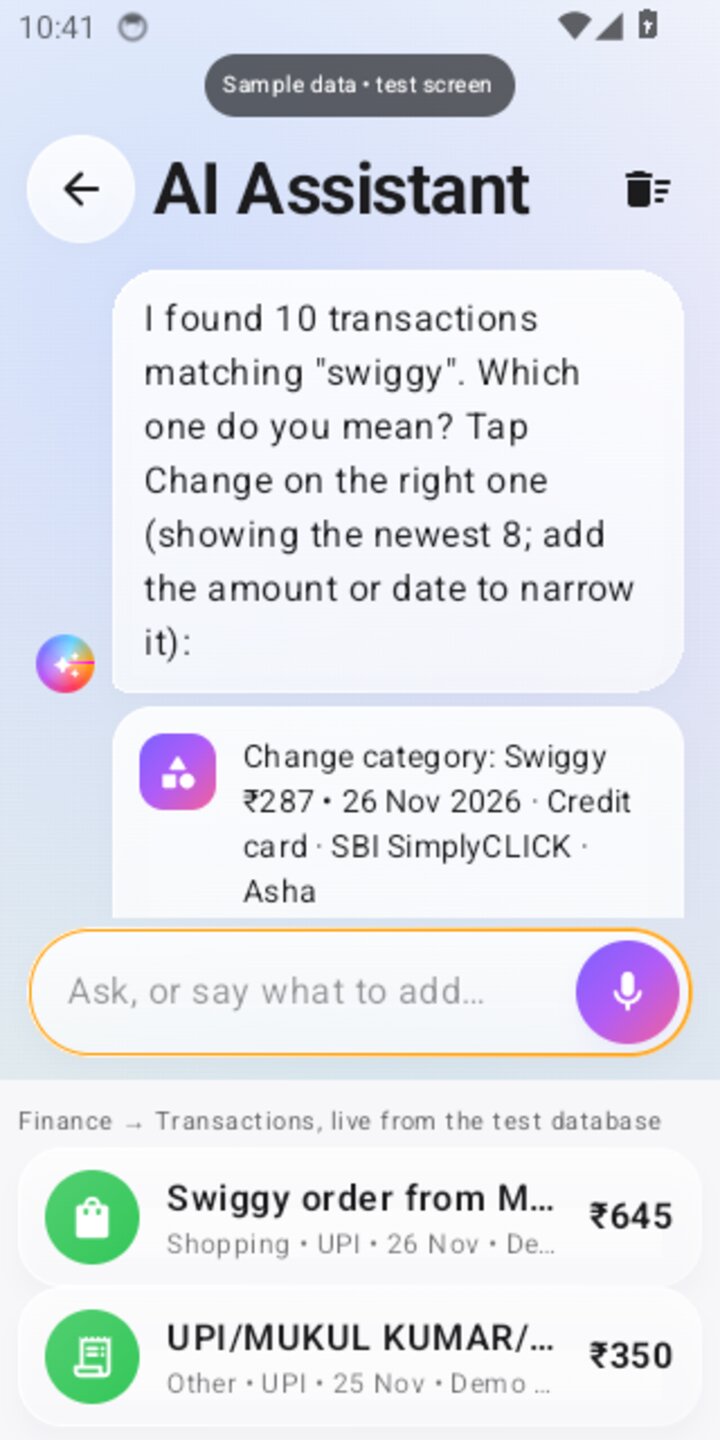 10:41
Sample data • test screen
AI Assistant
I found 10 transactions
matching "swiggy". Which
one do you mean? Tap
Change on the right one
(showing the newest 8; add
the amount or date to narrow
it):
Change category: Swiggy
₹287 • 26 Nov 2026 · Credit
card · SBI SimplyCLICK ·
Asha
Ask, or say what to add…
Finance → Transactions, live from the test database
Swiggy order from M…
₹645
Shopping • UPI • 26 Nov • De…
UPI/MUKUL KUMAR/…
₹350
Other • UPI • 25 Nov • Demo …